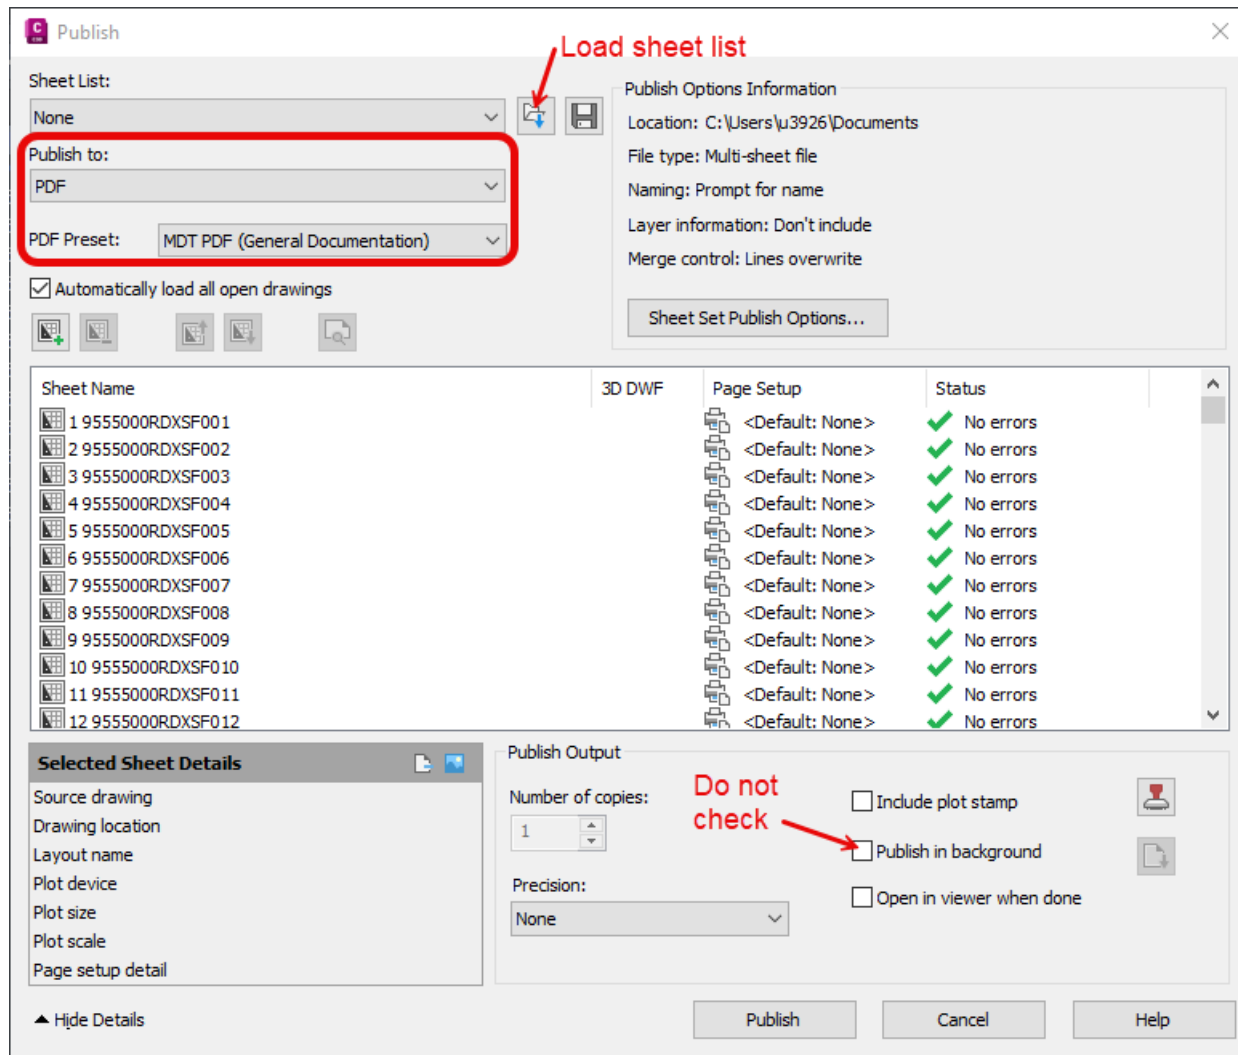 Publish
Load sheet list
Sheet List:
None
Publish to:
PDF
PDF Preset: MDT PDF (General Documentation)
Automatically load all open drawings
Publish Options Information
Location: C:\Users\u3926\Documents
File type: Multi-sheet file
Naming: Prompt for name
Layer information: Don't include
Merge control: Lines overwrite
Sheet Set Publish Options...
Sheet Name 3D DWF Page Setup Status
1 9555000RDXSF001 <Default: None> No errors
2 9555000RDXSF002 <Default: None> No errors
3 9555000RDXSF003 <Default: None> No errors
4 9555000RDXSF004 <Default: None> No errors
5 9555000RDXSF005 <Default: None> No errors
6 9555000RDXSF006 <Default: None> No errors
7 9555000RDXSF007 <Default: None> No errors
8 9555000RDXSF008 <Default: None> No errors
9 9555000RDXSF009 <Default: None> No errors
10 9555000RDXSF010 <Default: None> No errors
11 9555000RDXSF011 <Default: None> No errors
12 9555000RDXSF012 <Default: None> No errors
Selected Sheet Details
Source drawing
Drawing location
Layout name
Plot device
Plot size
Plot scale
Page setup detail
Publish Output
Number of copies:
1
Precision:
None
Do not
check
Include plot stamp
Publish in background
Open in viewer when done
Hide Details
Publish
Cancel
Help